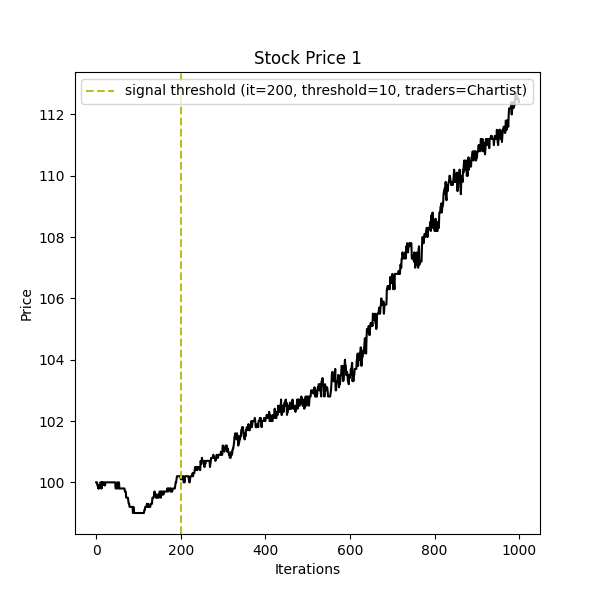 Stock Price 1
signal threshold (it=200, threshold=10, traders=Chartist)
112
110
108
106
104
102
100
Price
0 200 400 600 800 1000
Iterations